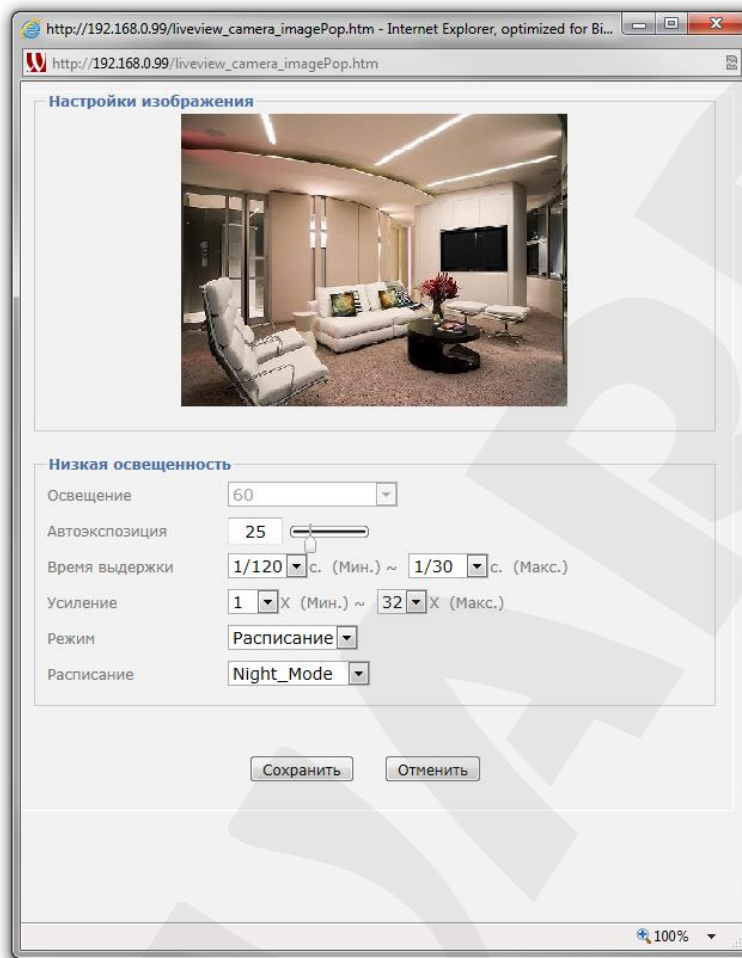 http://192.168.0.99/liveview_camera_imagePop.htm - Internet Explorer, optimized for Bi...
http://192.168.0.99/liveview_camera_imagePop.htm
Настройки изображения
Низкая освещенность
Освещение 60
Автоэкспозиция 25
Время выдержки 1/120 с. (Мин.) ~ 1/30 с. (Макс.)
Усиление 1 X (Мин.) ~ 32 X (Макс.)
Режим Расписание
Расписание Night_Mode
Сохранить Отменить
100%